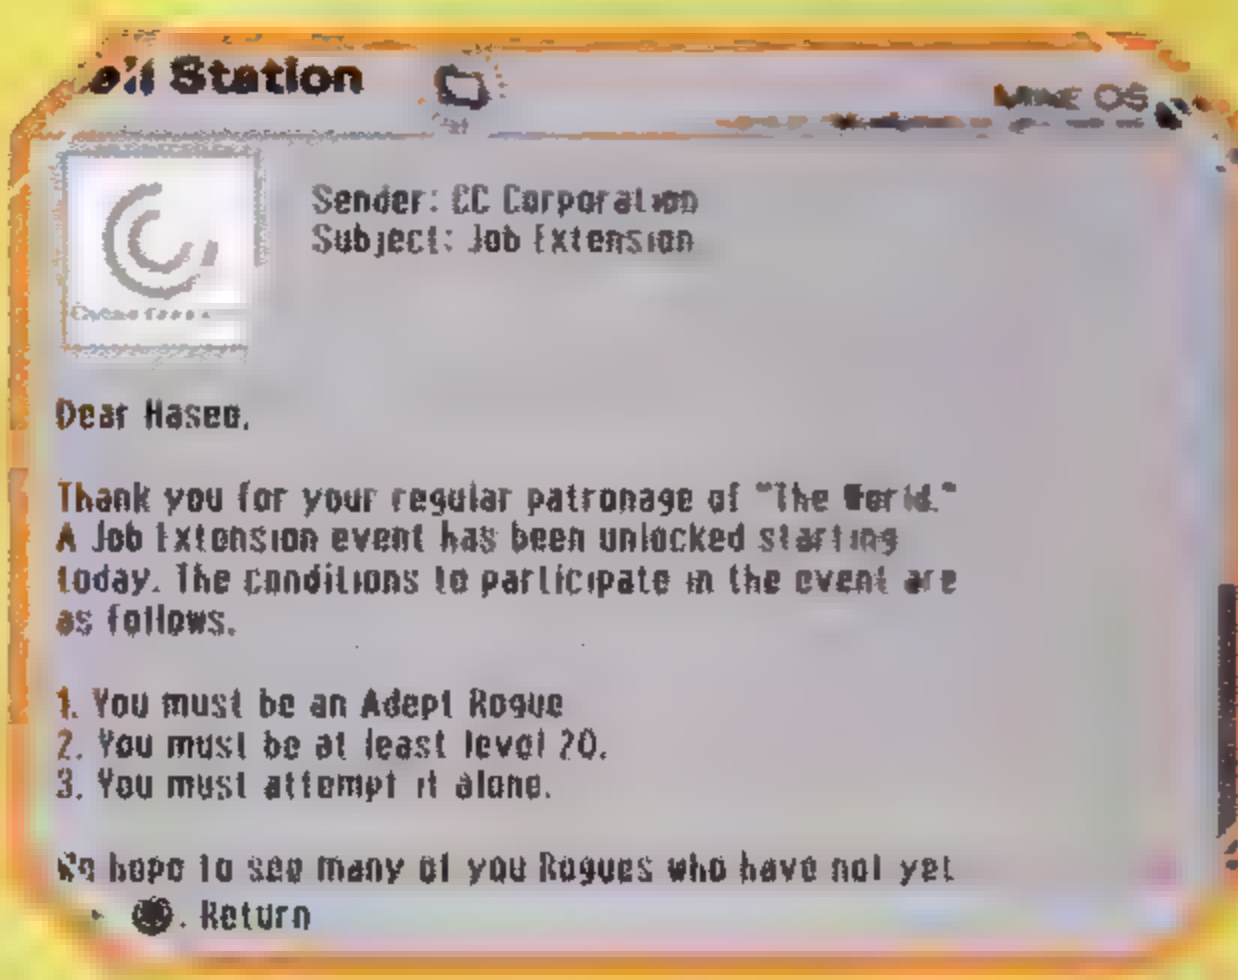 Station
Sender: CC Corporation
Subject: Job Extension
Dear Haseo,
Thank you for your regular patronage of "The World."
A Job Extension event has been unlocked starting
today. The conditions to participate in the event are
as follows.
1. You must be an Adept Rogue
2. You must be at least level 20.
3. You must attempt it alone.
We hope to see many of you Rogues who have not yet
. Return